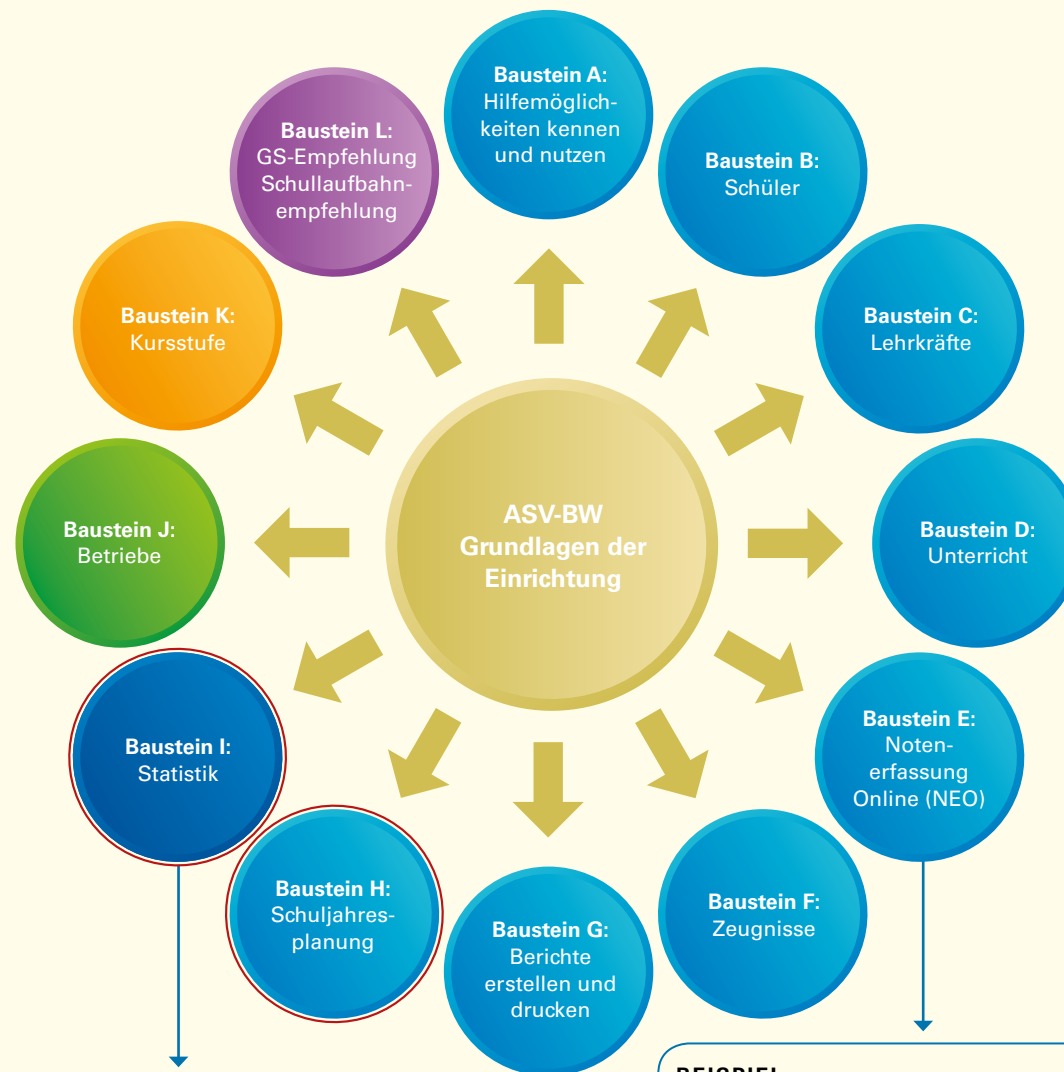 Baustein A:
Hilfemöglich-
keiten kennen
und nutzen
Baustein B:
Schüler
Baustein C:
Lehrkräfte
Baustein D:
Unterricht
Baustein E:
Noten-
erfassung
Online (NEO)
Baustein F:
Zeugnisse
Baustein G:
Berichte
erstellen und
drucken
Baustein H:
Schuljahres-
planung
Baustein I:
Statistik
Baustein J:
Betriebe
Baustein K:
Kursstufe
Baustein L:
GS-Empfehlung
Schullaufbahn-
empfehlung
ASV-BW
Grundlagen der
Einrichtung
BEISPIEL